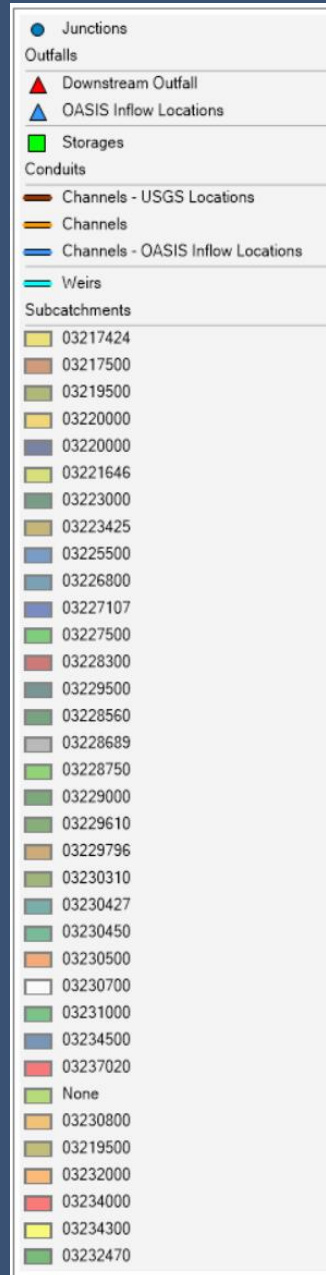 Junctions
Outfalls
Downstream Outfall
OASIS Inflow Locations
Storages
Conduits
Channels - USGS Locations
Channels
Channels - OASIS Inflow Locations
Weirs
Subcatchments
03217424
03217500
03219500
03220000
03220000
03221646
03223000
03223425
03225500
03226800
03227107
03227500
03228300
03229500
03228560
03228689
03228750
03229000
03229610
03229796
03230310
03230427
03230450
03230500
03230700
03231000
03234500
03237020
None
03230800
03219500
03232000
03234000
03234300
03232470